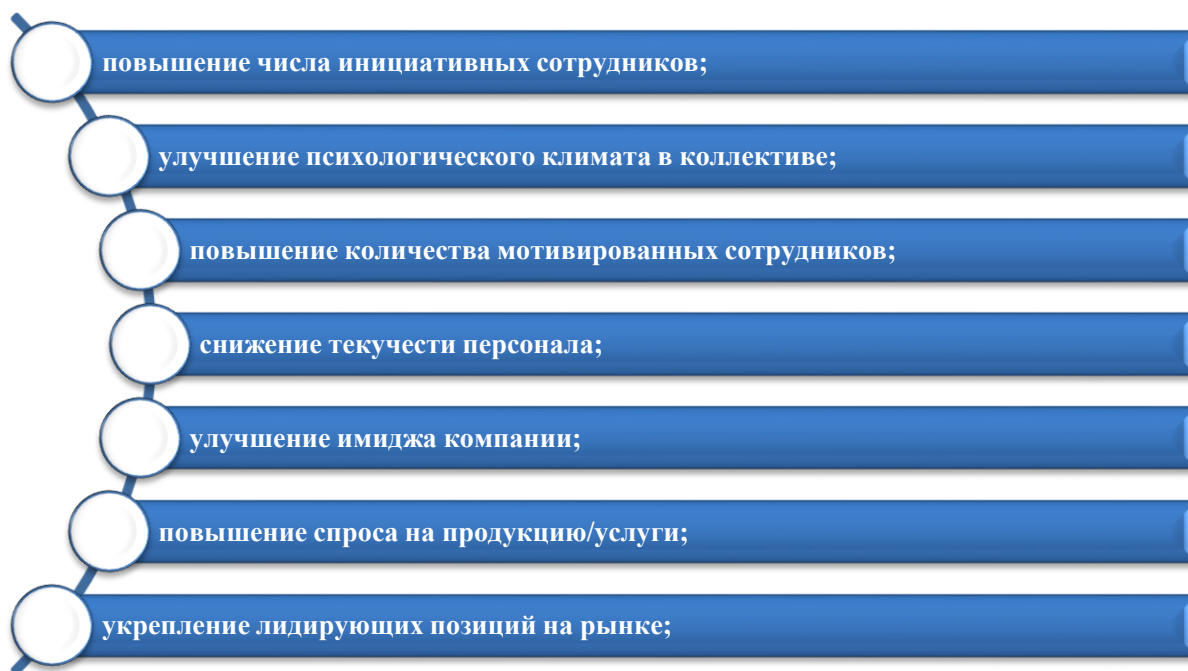 повышение числа инициативных сотрудников;
улучшение психологического климата в коллективе;
повышение количества мотивированных сотрудников;
снижение текучести персонала;
улучшение имиджа компании;
повышение спроса на продукцию/услуги;
укрепление лидирующих позиций на рынке;